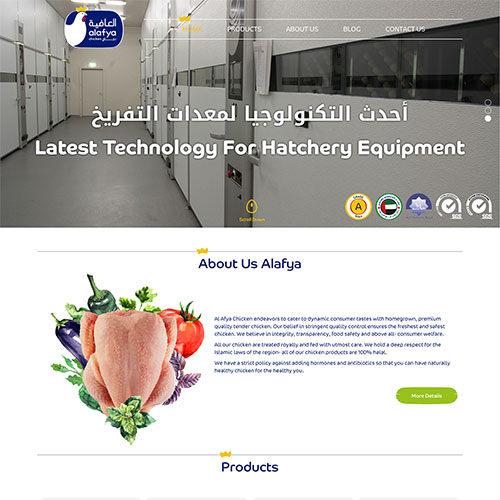 العافية
alafya
chicken
HOME
PRODUCTS
ABOUT US
BLOG
CONTACT US
أحدث التكنولوجيا لمعدات التفريخ
Latest Technology For Hatchery Equipment
Scroll Down
A
SGS
SGS
About Us Alafya
Al Afya Chicken endeavors to cater to dynamic consumer tastes with homegrown, premium
quality tender chicken. Our belief in stringent quality control ensures the freshest and safest
chicken. We believe in integrity, transparency, food safety and above all- consumer welfare.
All our chicken are treated royally and fed with utmost care. We hold a deep respect for the
Islamic laws of the region- all of our chicken products are 100% halal.
We have a strict policy against adding hormones and antibiotics so that you can have naturally
healthy chicken for the healthy you.
More Details
Products